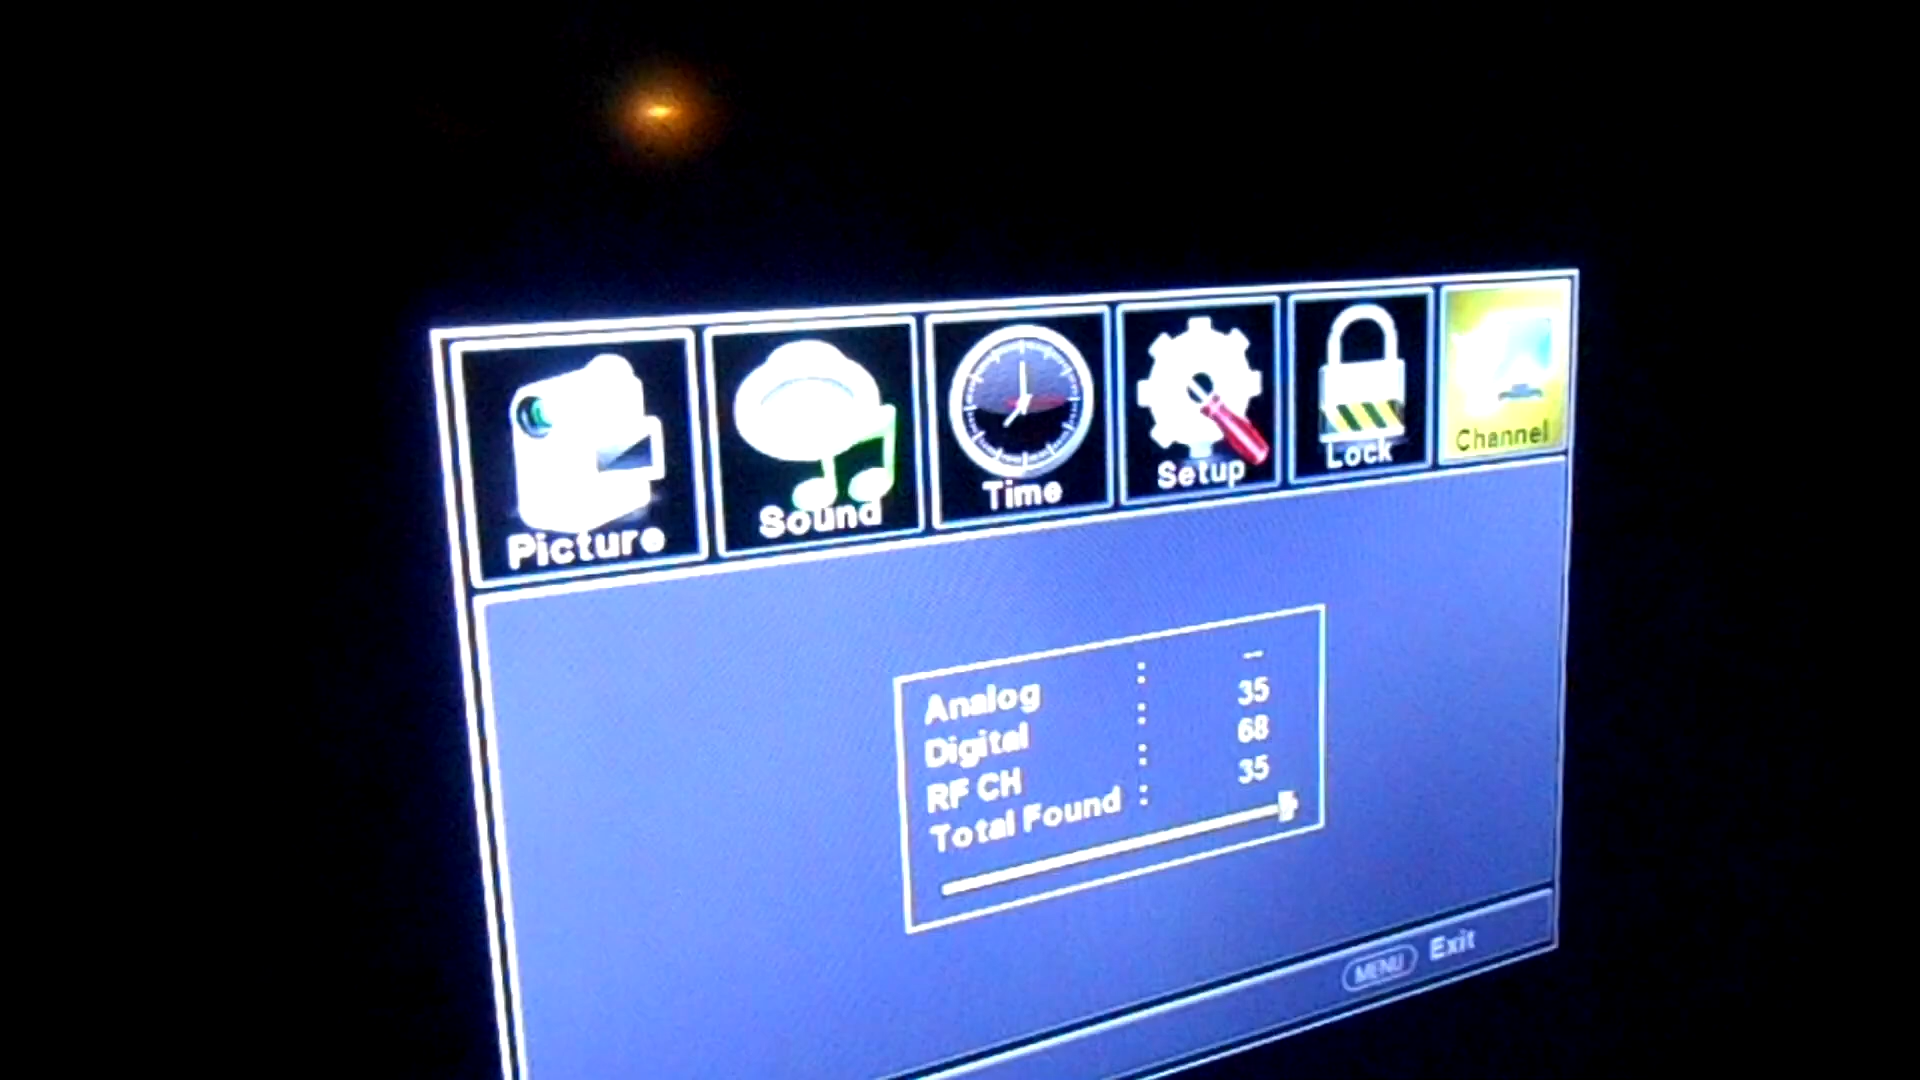 Picture Sound Time Setup Lock Channel
Analog : --
Digital : 35
RF CH : 68
Total Found : 35
MENU Exit